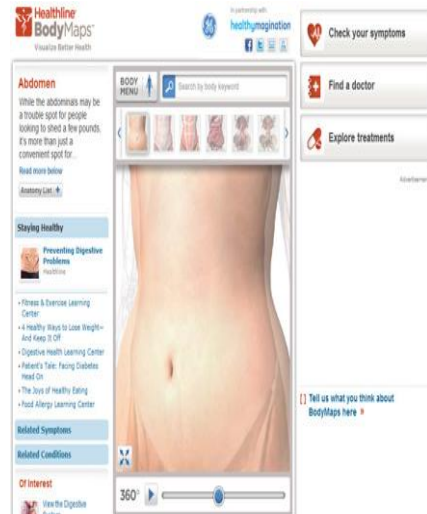 Healthline
BodyMaps
Visualize Better Health
In partnership with
healthymagination
Check your symptoms
Find a doctor
Explore treatments
Advertisement
Abdomen
While the abdominals may be
a trouble spot for people
looking to shed a few pounds,
it's more than just a
convenient spot for...
Read more below
Anatomy List +
BODY
MENU
Search by body keyword
Staying Healthy
Preventing Digestive
Problems
Healthline
Fitness & Exercise Learning
Center
4 Healthy Ways to Lose Weight—
And Keep It Off
Digestive Health Learning Center
Patient's Tale: Facing Diabetes
Head On
The Joys of Healthy Eating
Food Allergy Learning Center
Related Symptoms
Related Conditions
Of Interest
View the Digestive
360°
[ ] Tell us what you think about
BodyMaps here »